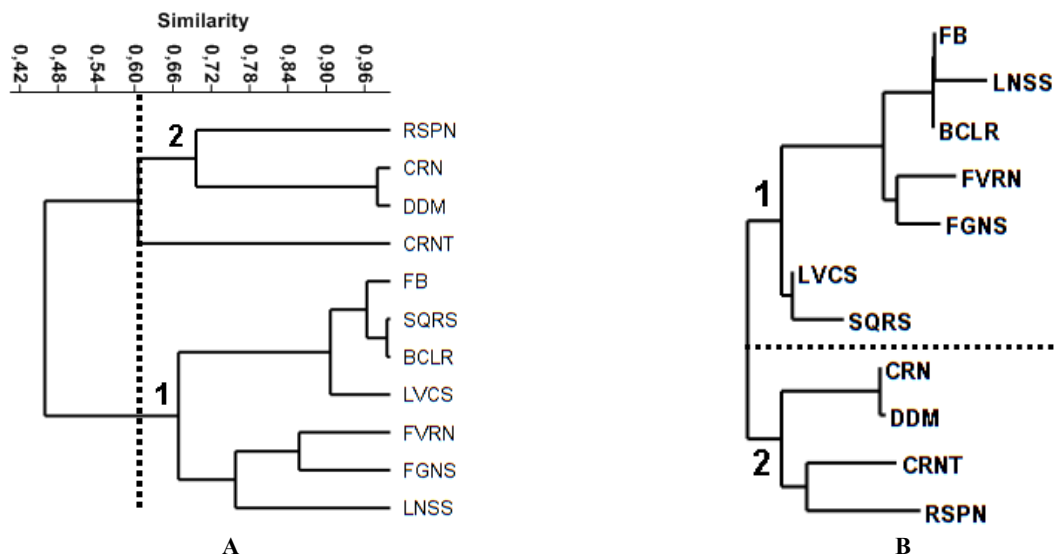 Similarity
0,42 0,48 0,54 0,60 0,66 0,72 0,78 0,84 0,90 0,96
2
RSPN
CRN
DDM
CRNT
FB
SQRS
BCLR
1
LVCS
FVRN
FGNS
LNSS
A
FB
LNSS
BCLR
1
FVRN
FGNS
LVCS
SQRS
CRN
DDM
2
CRNT
RSPN
B